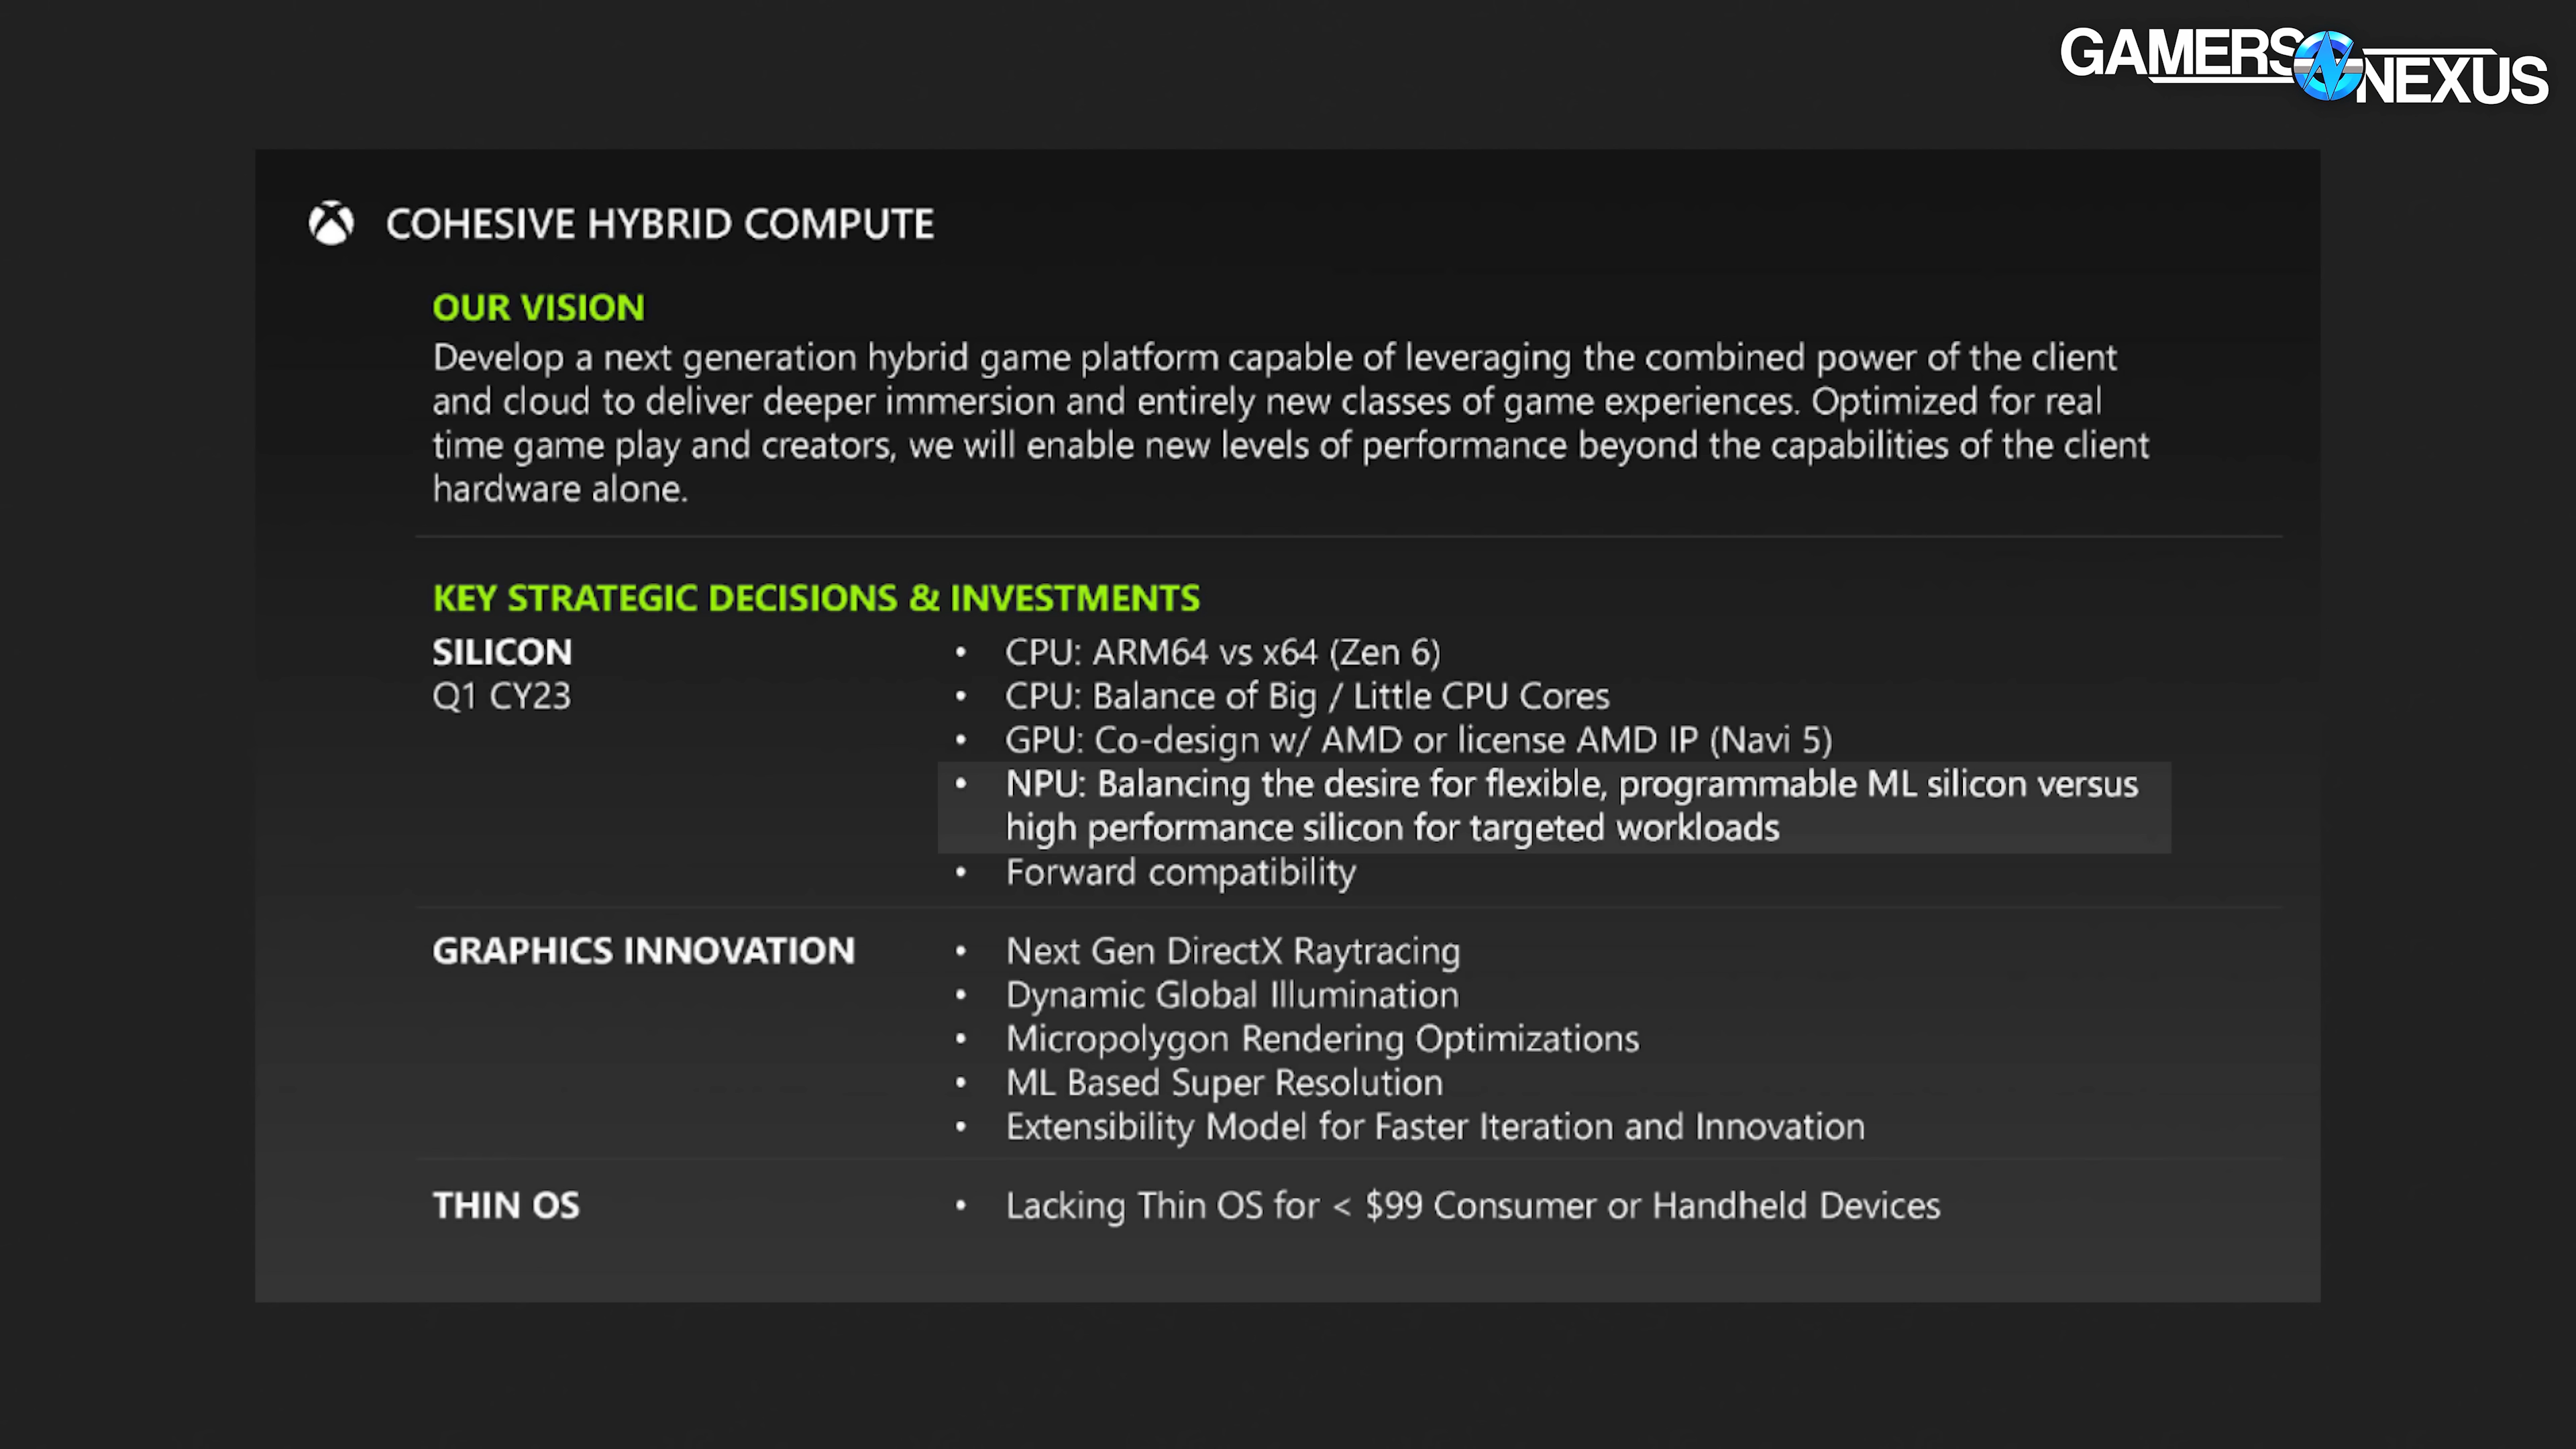 GAMERS NEXUS
COHESIVE HYBRID COMPUTE
OUR VISION
Develop a next generation hybrid game platform capable of leveraging the combined power of the client
and cloud to deliver deeper immersion and entirely new classes of game experiences. Optimized for real
time game play and creators, we will enable new levels of performance beyond the capabilities of the client
hardware alone.
KEY STRATEGIC DECISIONS & INVESTMENTS
SILICON
Q1 CY23
• CPU: ARM64 vs x64 (Zen 6)
• CPU: Balance of Big / Little CPU Cores
• GPU: Co-design w/ AMD or license AMD IP (Navi 5)
• NPU: Balancing the desire for flexible, programmable ML silicon versus
high performance silicon for targeted workloads
• Forward compatibility
GRAPHICS INNOVATION
• Next Gen DirectX Raytracing
• Dynamic Global Illumination
• Micropolygon Rendering Optimizations
• ML Based Super Resolution
• Extensibility Model for Faster Iteration and Innovation
THIN OS
• Lacking Thin OS for < $99 Consumer or Handheld Devices